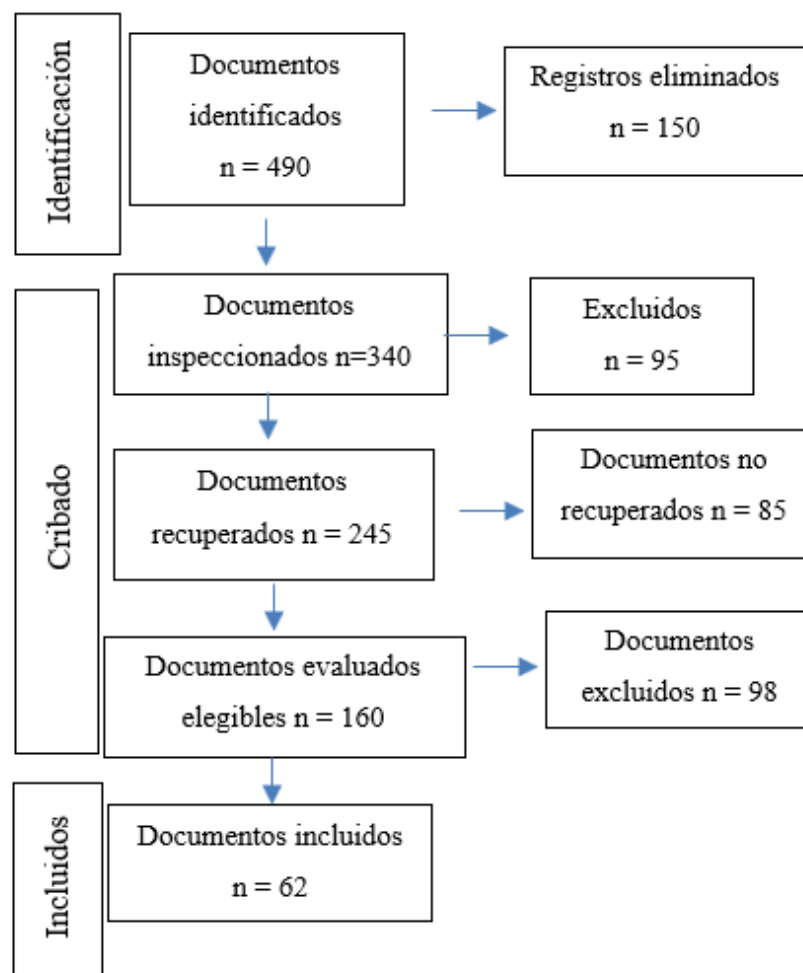 Identificación
Documentos
identificados
n = 490
Registros eliminados
n = 150
Cribado
Documentos
inspeccionados n=340
Excluidos
n = 95
Documentos
recuperados n = 245
Documentos no
recuperados n = 85
Documentos evaluados
elegibles n = 160
Documentos
excluidos n = 98
Incluidos
Documentos incluidos
n = 62